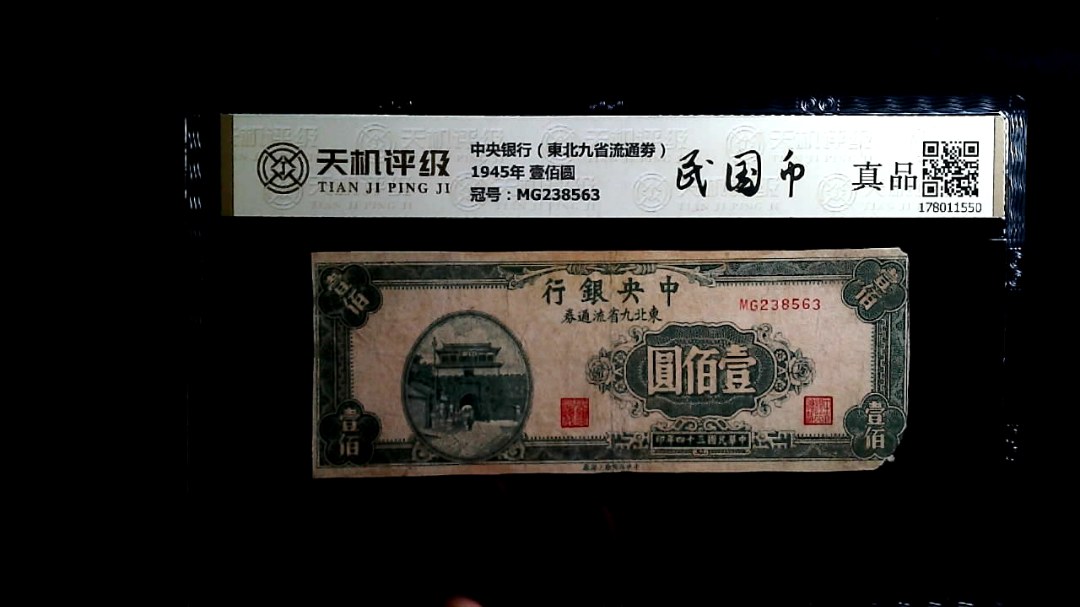 天机评级
TIAN JI PING JI
中央银行（東北九省流通券）
1945年 壹佰圆
冠号：MG238563
民国币
真品
178011550
壹佰
壹佰
行銀央中
券通流省九北東
MG238563
圓佰壹
壹佰
壹佰
印年四十三國民華中